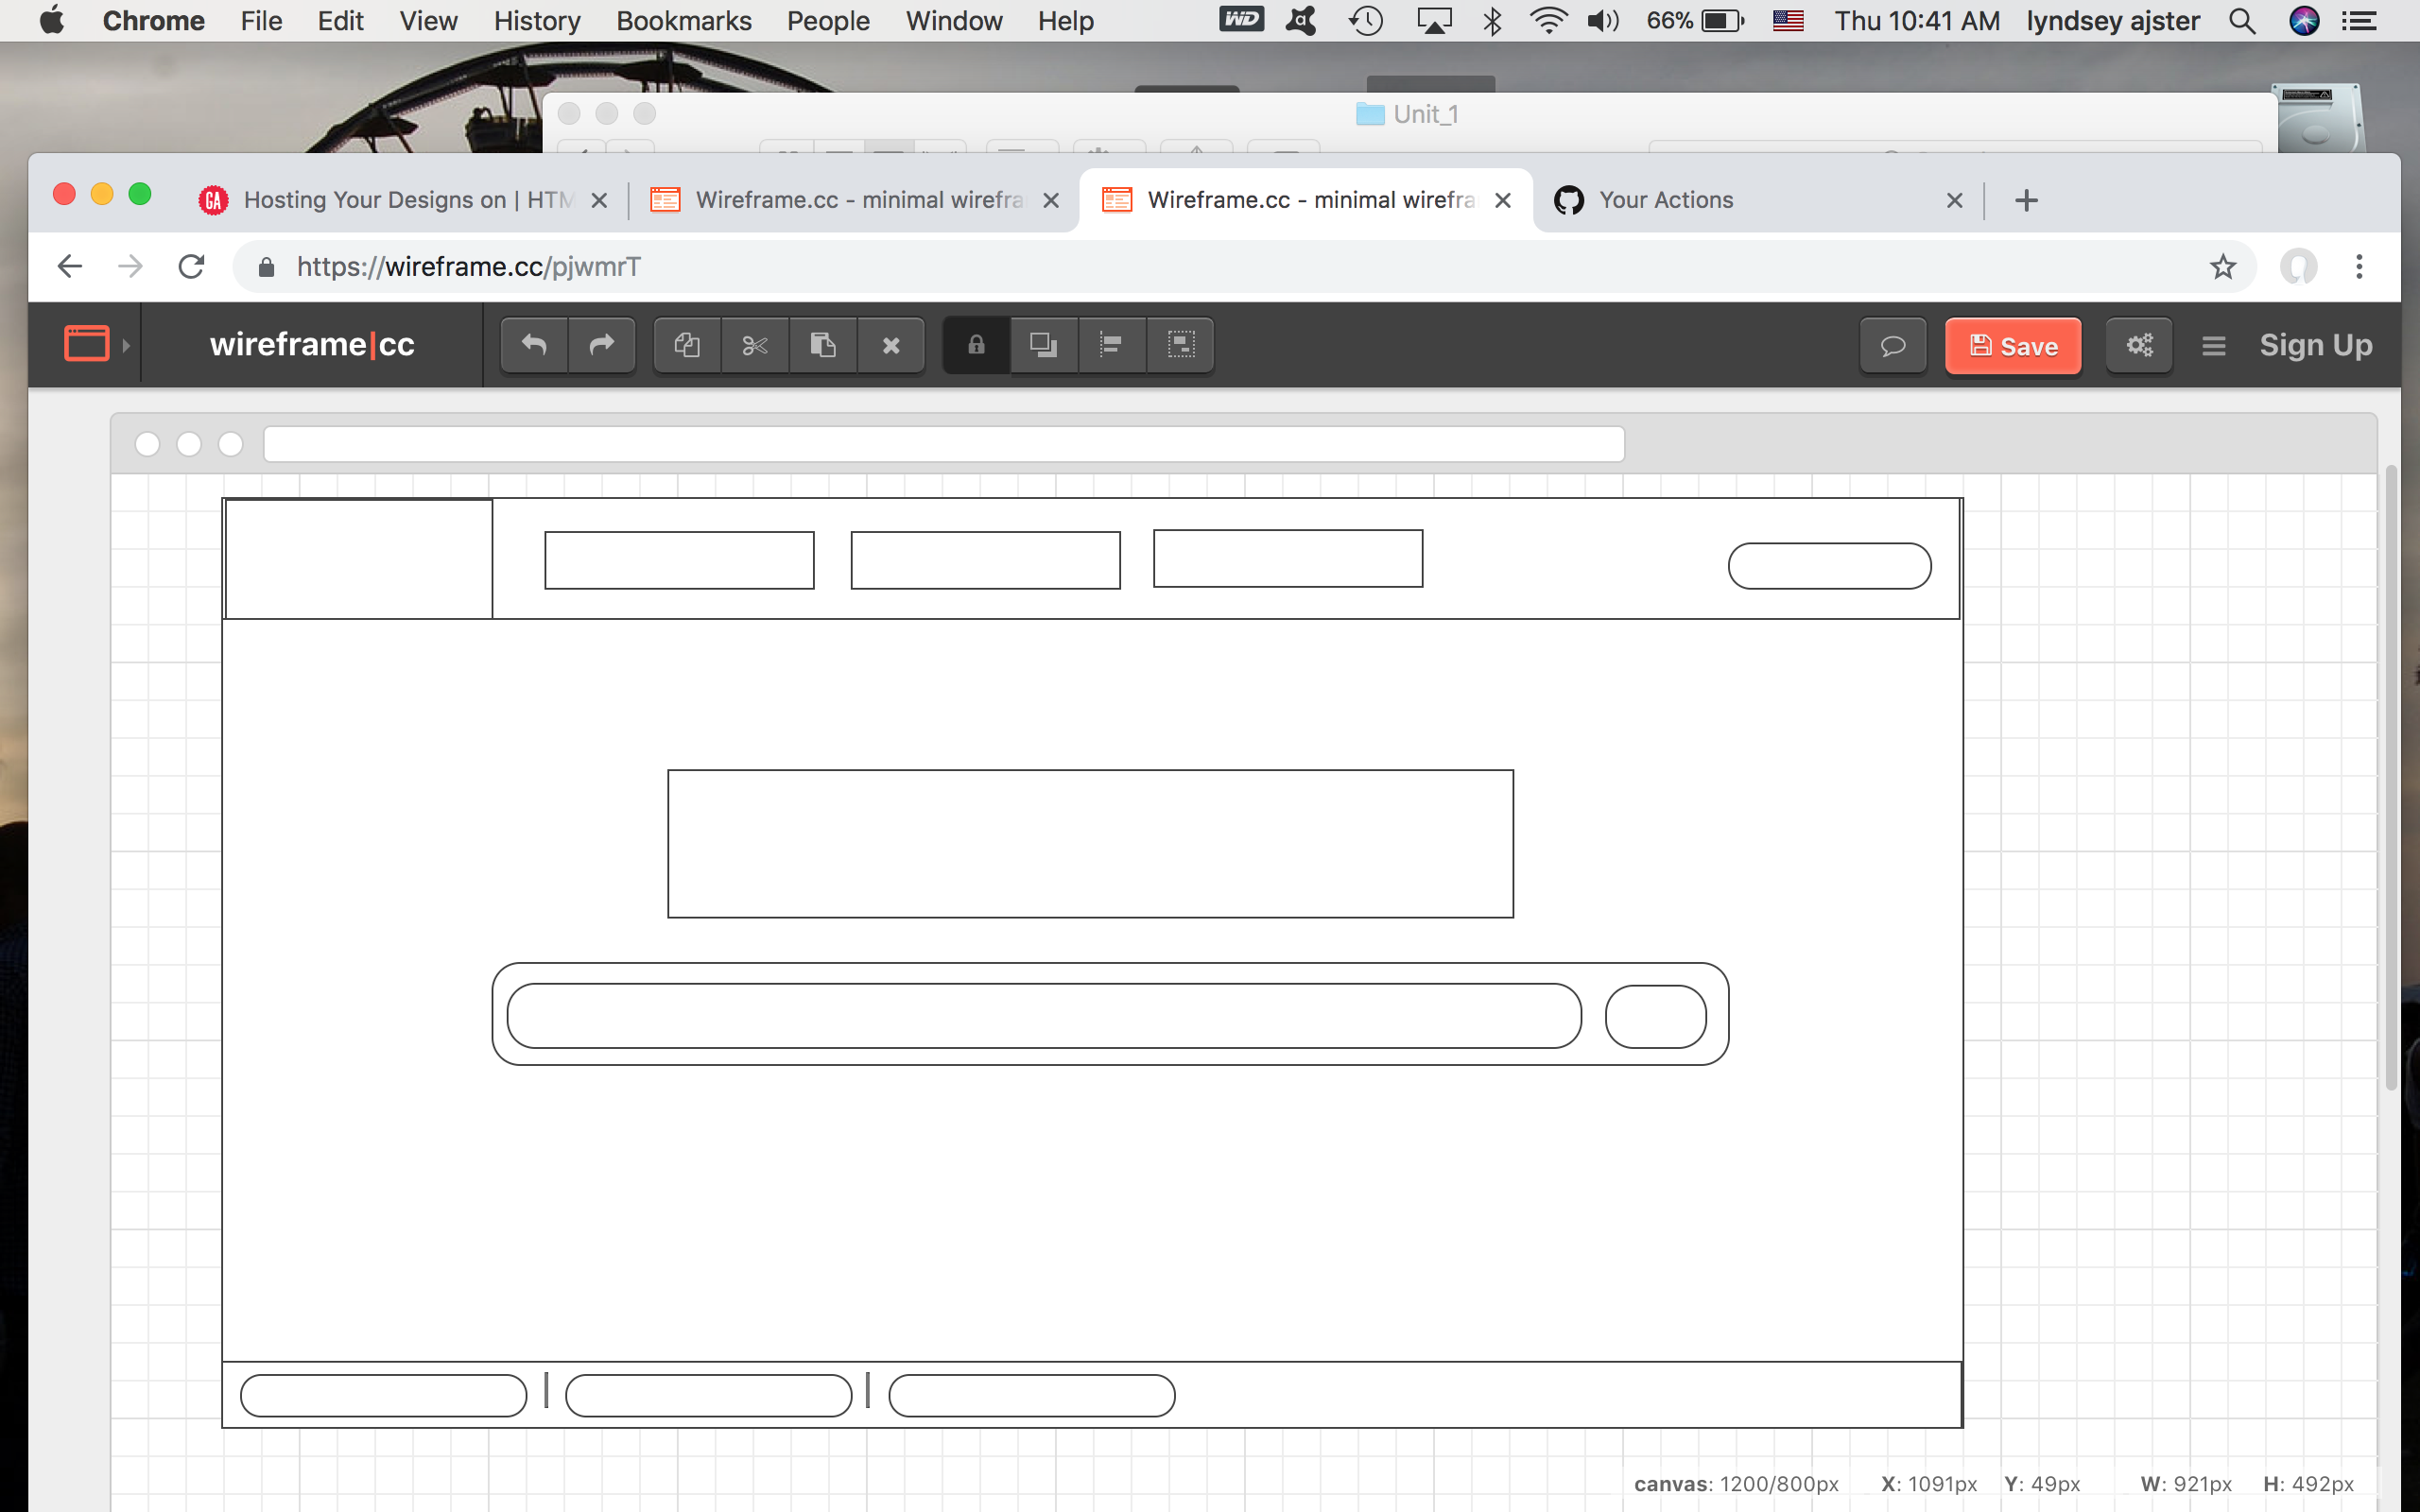 Chrome File Edit View History Bookmarks People Window Help WD a 66% Thu 10:41 AM lyndsey ajster
Unit_1
GA Hosting Your Designs on | HTM Wireframe.cc - minimal wirefra Wireframe.cc - minimal wirefra Your Actions
https://wireframe.cc/pjwmrT
wireframe|cc Save Sign Up
canvas: 1200/800px X: 1091px Y: 49px W: 921px H: 492px